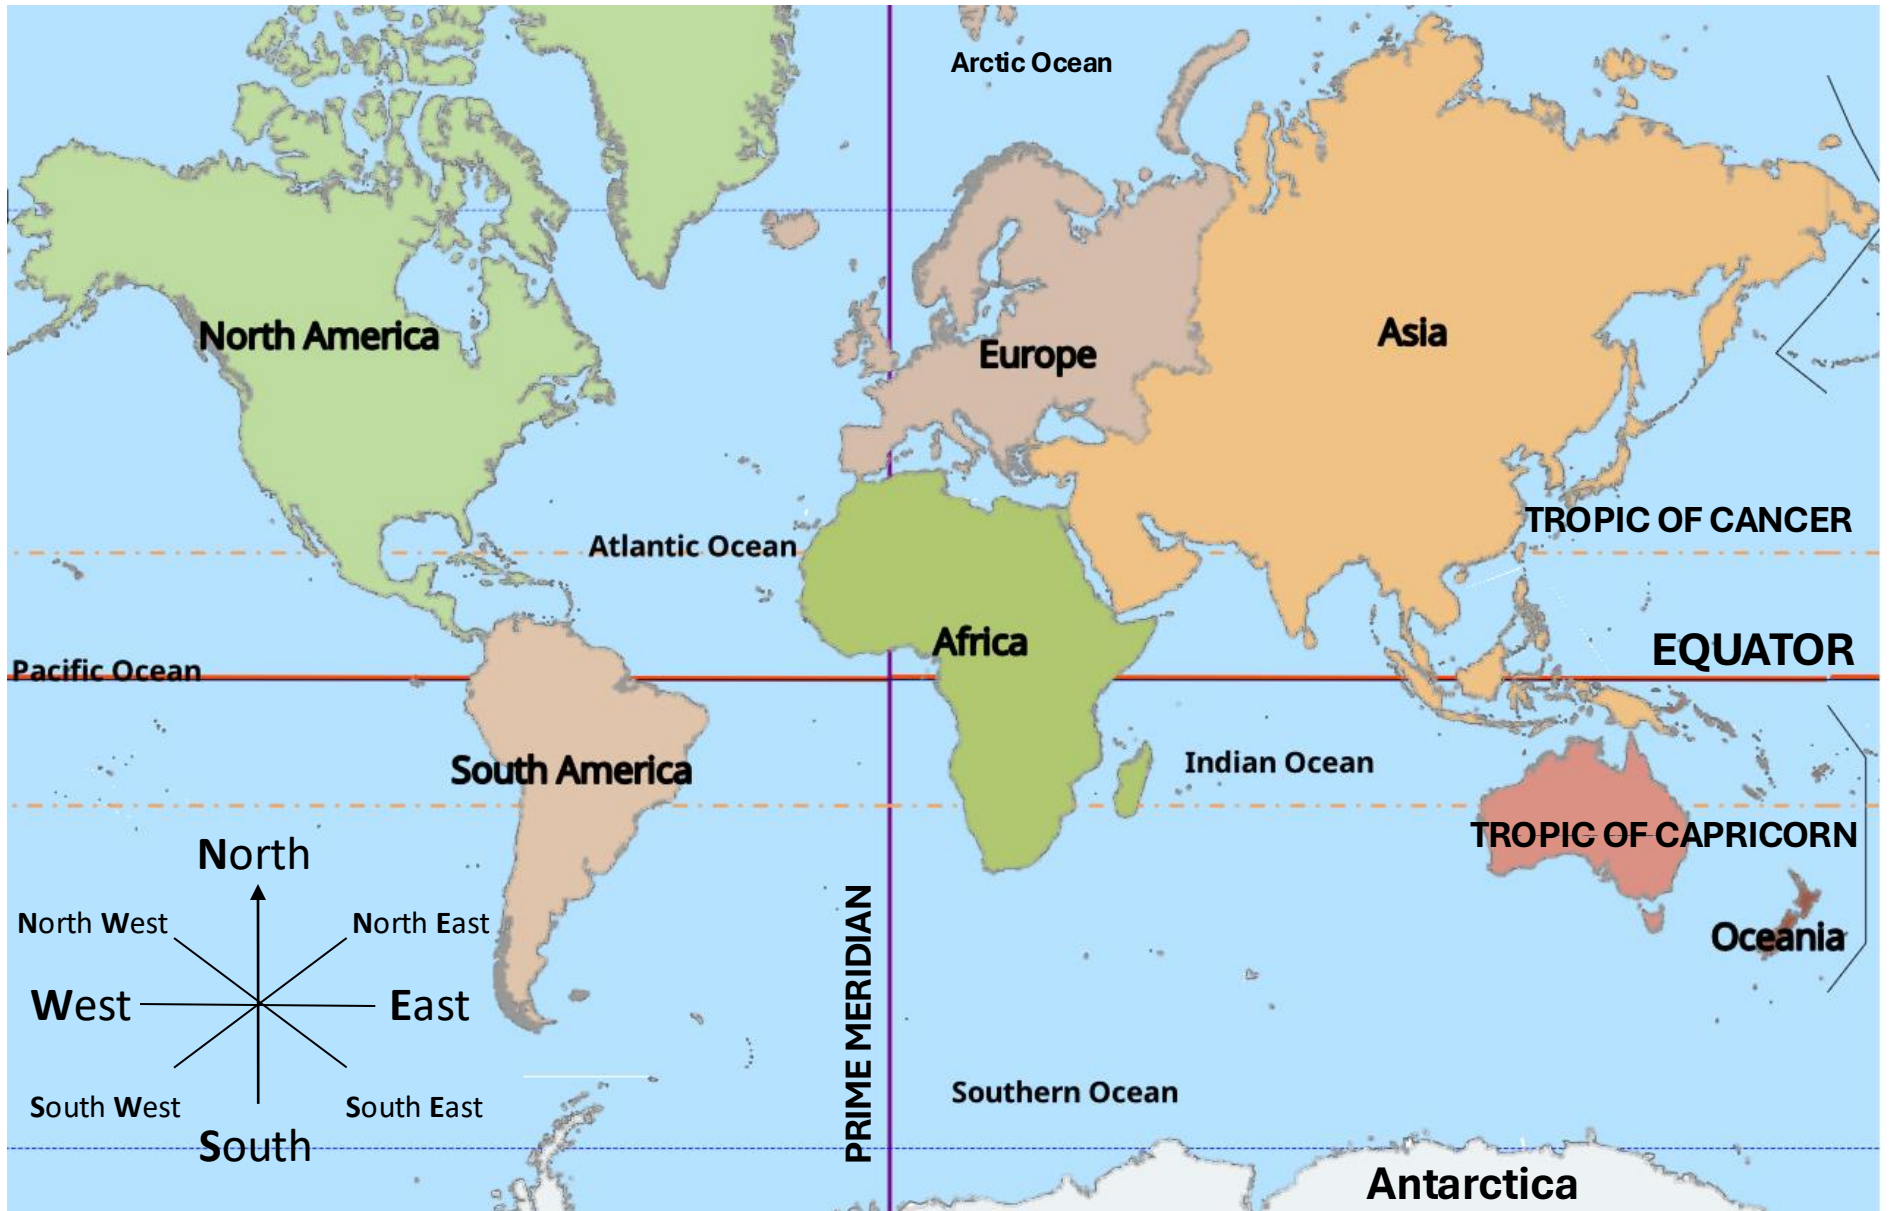 Arctic Ocean
North America
Europe
Asia
TROPIC OF CANCER
Atlantic Ocean
Africa
EQUATOR
Pacific Ocean
South America
Indian Ocean
TROPIC OF CAPRICORN
North
North West
North East
West
East
South West
South East
South
PRIME MERIDIAN
Oceania
Southern Ocean
Antarctica